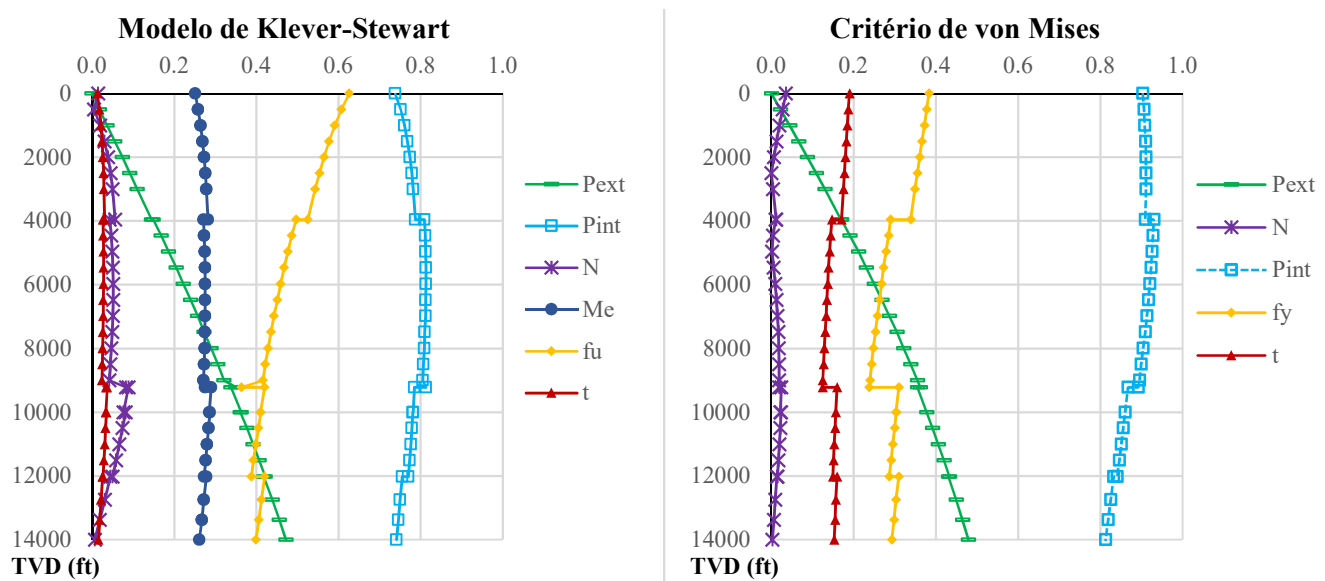 Modelo de Klever-Stewart
0.0 0.2 0.4 0.6 0.8 1.0
0
2000
4000
6000
8000
10000
12000
14000
TVD (ft)
Pext
Pint
N
Me
fu
t
Critério de von Mises
0.0 0.2 0.4 0.6 0.8 1.0
0
2000
4000
6000
8000
10000
12000
14000
TVD (ft)
Pext
N
Pint
fy
t